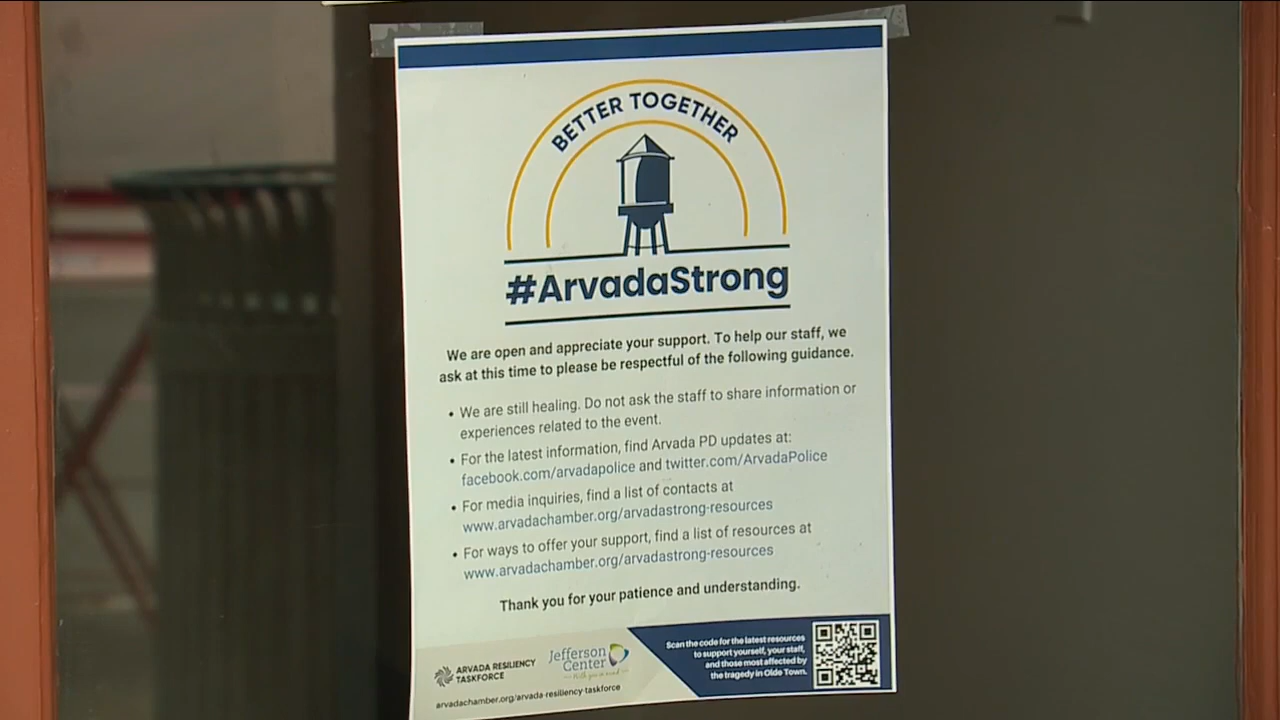 BETTER TOGETHER
#ArvadaStrong
We are open and appreciate your support. To help our staff, we
ask at this time to please be respectful of the following guidance.
• We are still healing. Do not ask the staff to share information or
experiences related to the event.
• For the latest information, find Arvada PD updates at:
facebook.com/arvadapolice and twitter.com/ArvadaPolice
• For media inquiries, find a list of contacts at
www.arvadachamber.org/arvadastrong-resources
• For ways to offer your support, find a list of resources at
www.arvadachamber.org/arvadastrong-resources
Thank you for your patience and understanding.
ARVADA RESILIENCY
TASKFORCE
Jefferson
Center
arvadachamber.org/arvada-resiliency-taskforce
Scan the code for the latest resources
to support yourself, your staff,
and those most affected by
the tragedy in Olde Town.